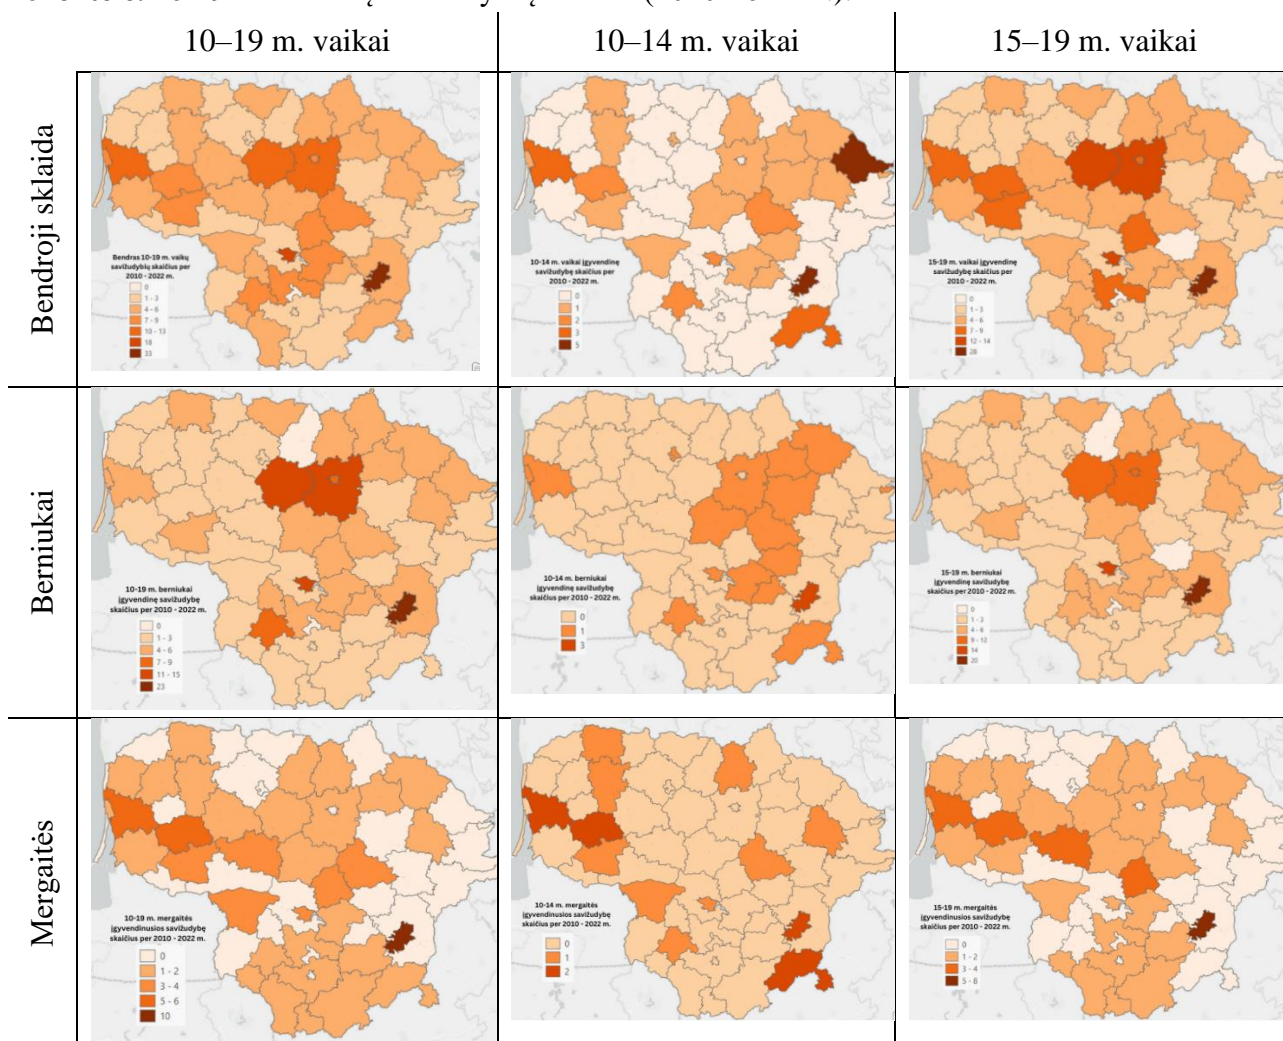 10–19 m. vaikai
10–14 m. vaikai
15–19 m. vaikai
Bendroji sklaida
Bendras 10-19 m. vaikų
savižudybių skaičius per
2010 - 2022 m.
0
1 - 3
4 - 6
7 - 9
10 - 13
18
33
10-14 m. vaikai įgyvendinę
savižudybę skaičius per
2010 - 2022 m.
0
1
2
3
5
15-19 m. vaikai įgyvendinę
savižudybę skaičius per
2010 - 2022 m.
0
1 - 3
4 - 6
7 - 9
12 - 14
28
Berniukai
10-19 m. berniukai
įgyvendinę savižudybę
skaičius per 2010 - 2022 m.
0
1 - 3
4 - 6
7 - 9
11 - 15
23
10-14 m. berniukai
įgyvendinę savižudybę
skaičius per 2010 - 2022 m.
0
1
3
15-19 m. berniukai
įgyvendinę savižudybę
skaičius per 2010 - 2022 m.
0
1 - 3
4 - 6
9 - 12
14
20
Mergaitės
10-19 m. mergaitės
įgyvendinusios savižudybę
skaičius per 2010 - 2022 m.
0
1 - 2
3 - 4
5 - 6
10
10-14 m. mergaitės
įgyvendinusios savižudybę
skaičius per 2010 - 2022 m.
0
1
2
15-19 m. mergaitės
įgyvendinusios savižudybę
skaičius per 2010 - 2022 m.
0
1 - 2
3 - 4
5 - 8